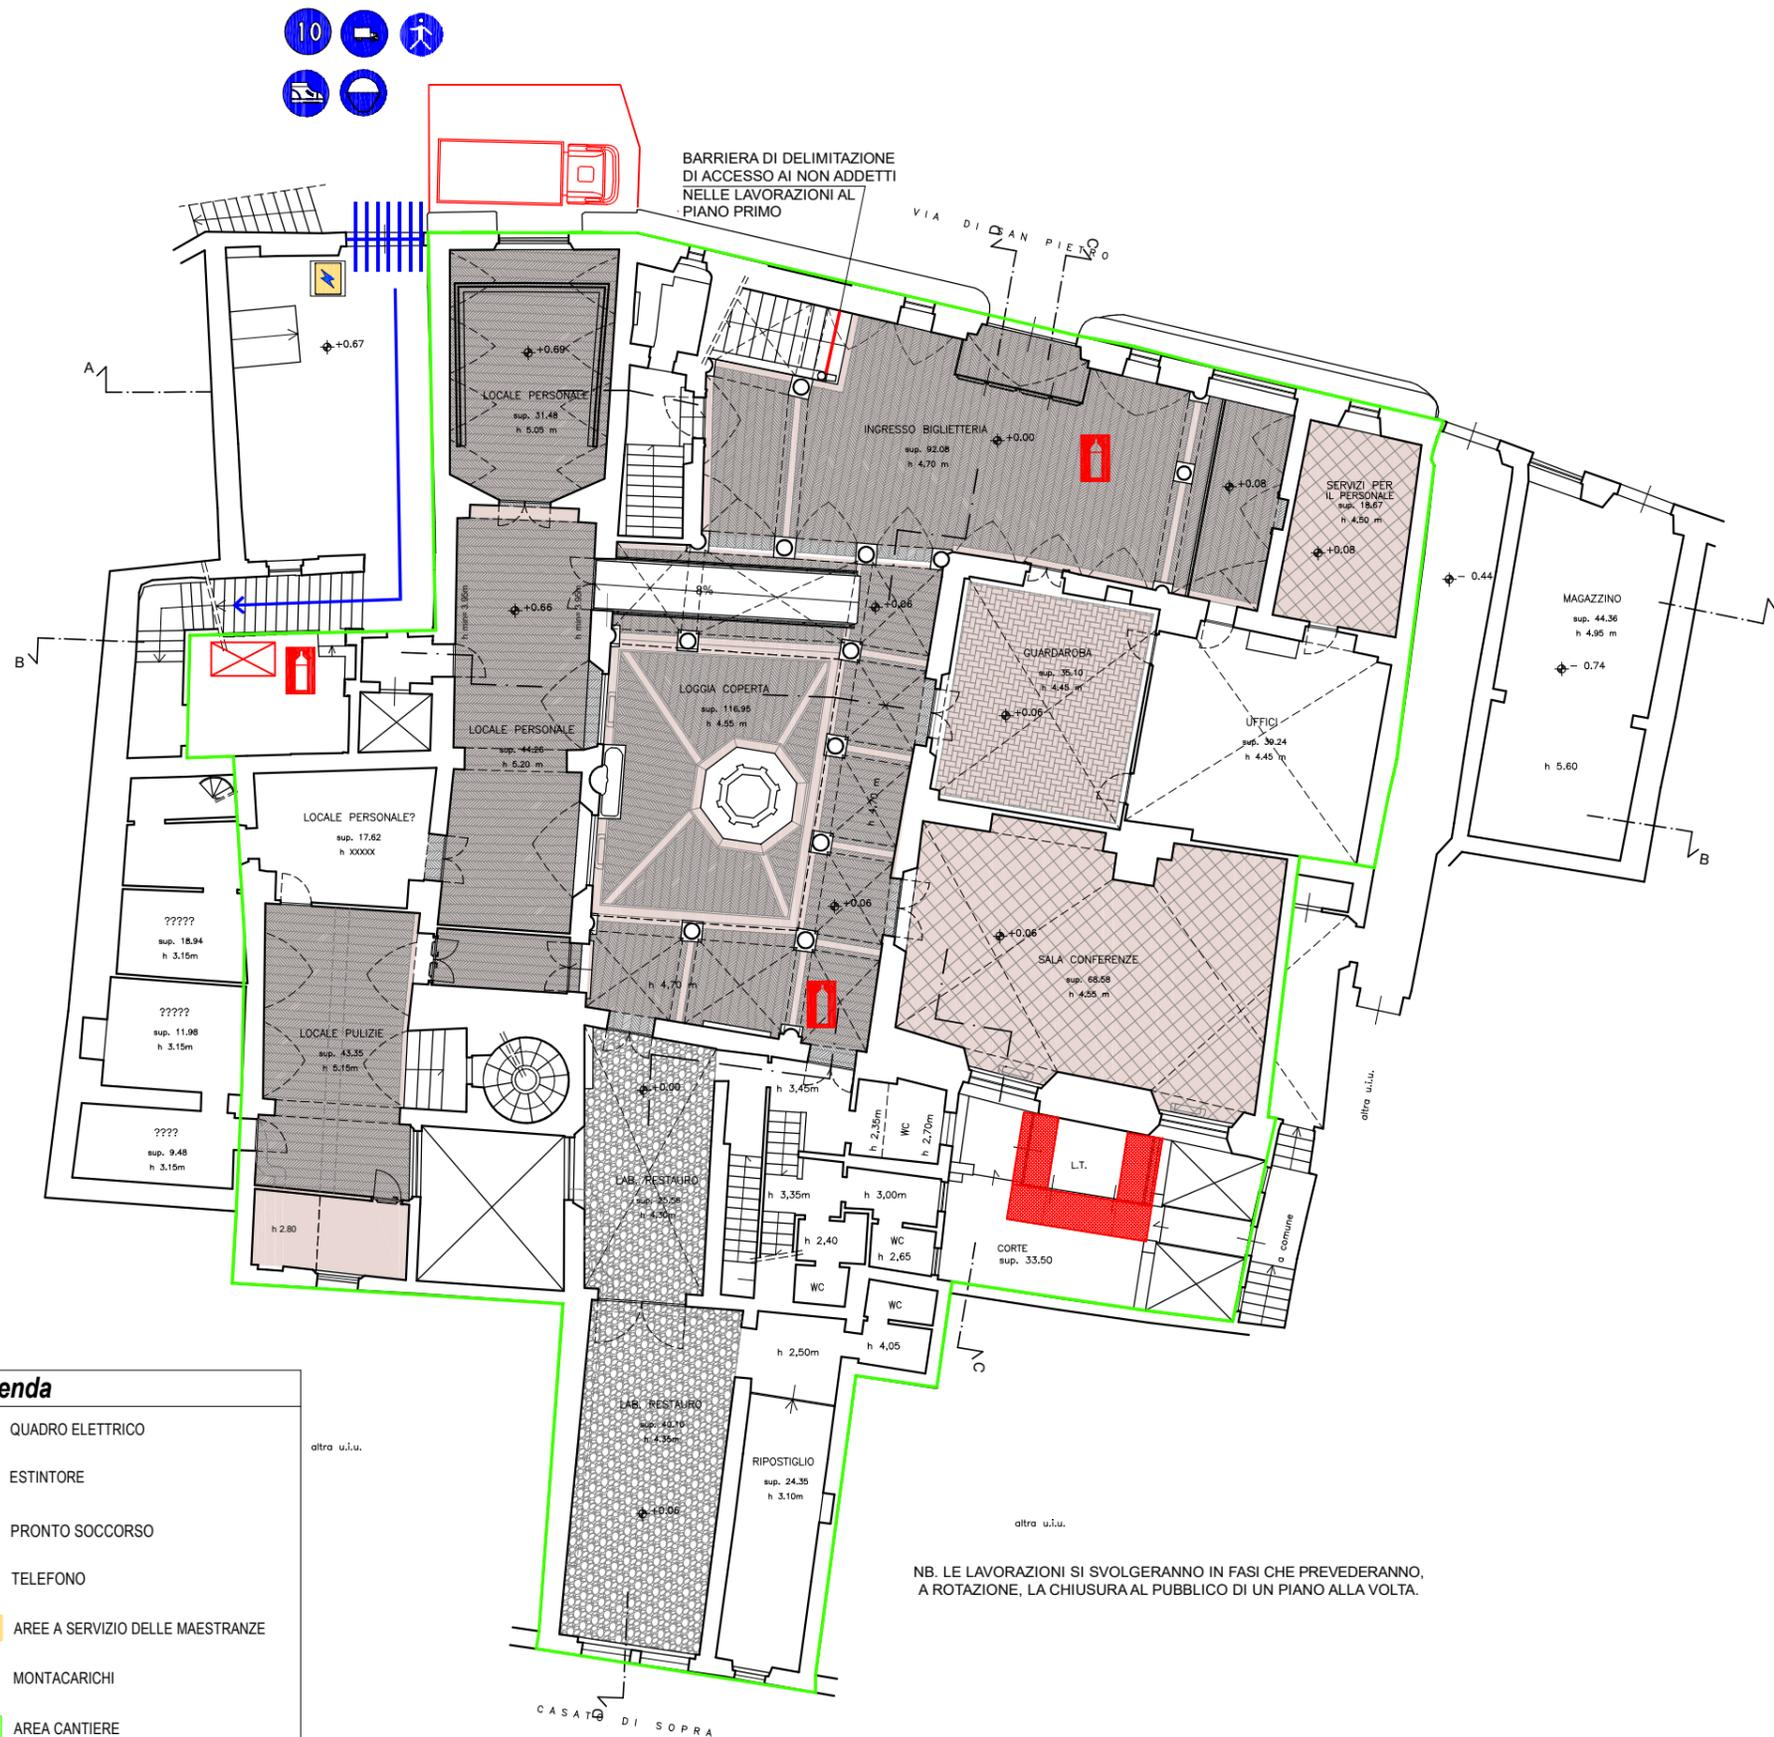 10
BARRIERA DI DELIMITAZIONE
DI ACCESSO AI NON ADDETTI
NELLE LAVORAZIONI AL
PIANO PRIMO
VIA DI SAN PIETRO
D
C
A
+0.67
+0.69
LOCALE PERSONALE
sup. 31.48
h 5.05 m
INGRESSO BIGLIETTERIA
+0.00
sup. 92.08
h 4.70 m
+0.08
SERVIZI PER
IL PERSONALE
sup. 18.67
h 4.50 m
+0.08
- 0.44
MAGAZZINO
sup. 44.36
h 4.95 m
- 0.74
h 5.60
B
B
+0.66
8%
+0.06
GUARDAROBA
sup. 35.10
h 4.45 m
+0.06
LOGGIA COPERTA
sup. 116.95
h 4.55 m
UFFICI
sup. 39.24
h 4.45 m
LOCALE PERSONALE
sup. 44.26
h 5.20 m
E
h 4,70
LOCALE PERSONALE?
sup. 17.62
h XXXXX
+0.06
+0.06
SALA CONFERENZE
sup. 68.58
h 4.55 m
?????
sup. 18.94
h 3.15m
h 4,70 m
?????
sup. 11.98
h 3.15m
LOCALE PULIZIE
sup. 43.35
h 5.15m
????
sup. 9.48
h 3.15m
+0.00
h 3,45m
h 2,35m
WC
h 2,70m
L.T.
altra u.i.u.
LAB. RESTAURO
h 4.30m
h 3,35m
h 3,00m
h 2.80
h 2,40
WC
h 2,65
CORTE
sup. 33.50
a comune
WC
WC
h 2,50m
h 4,05
C
LAB. RESTAURO
sup. 40.10
h 4.35m
RIPOSTIGLIO
sup. 24.35
h 3.10m
+0.06
enda
QUADRO ELETTRICO
ESTINTORE
PRONTO SOCCORSO
TELEFONO
AREE A SERVIZIO DELLE MAESTRANZE
MONTACARICHI
AREA CANTIERE
altra u.i.u.
altra u.i.u.
NB. LE LAVORAZIONI SI SVOLGERANNO IN FASI CHE PREVEDERANNO,
A ROTAZIONE, LA CHIUSURA AL PUBBLICO DI UN PIANO ALLA VOLTA.
D
CASATO DI SOPRA